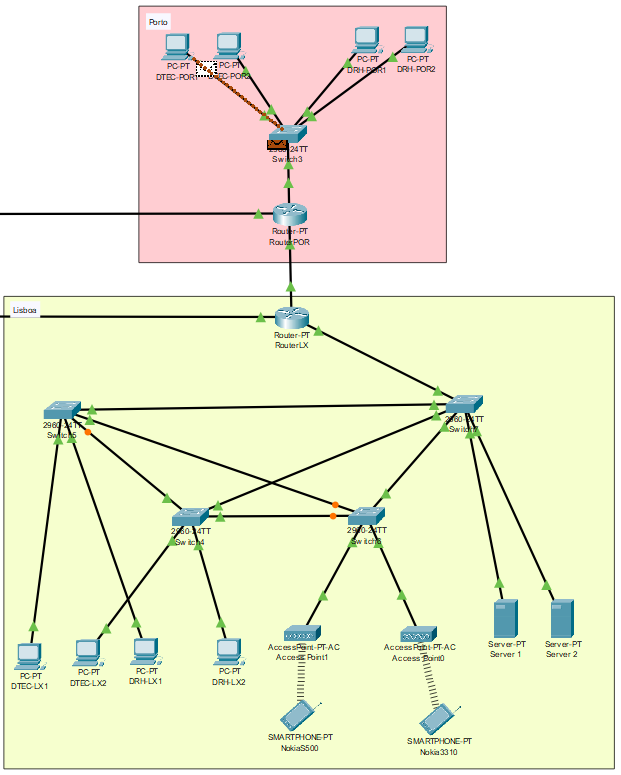 Porto
PC-PT
DTEC-POR1
PC-PT
DTEC-POR2
PC-PT
DRH-POR1
PC-PT
DRH-POR2
2960-24TT
Switch3
Router-PT
RouterPOR
Lisboa
Router-PT
RouterLX
2960-24TT
Switch5
2960-24TT
2960-24TT
Switch4
2960-24TT
Switch6
PC-PT
DTEC-LX1
PC-PT
DTEC-LX2
PC-PT
DRH-LX1
PC-PT
DRH-LX2
AccessPoint-PT-AC
Access Point1
AccessPoint-PT-AC
Access Point0
Server-PT
Server 1
Server-PT
Server 2
SMARTPHONE-PT
NokiaS500
SMARTPHONE-PT
Nokia3310